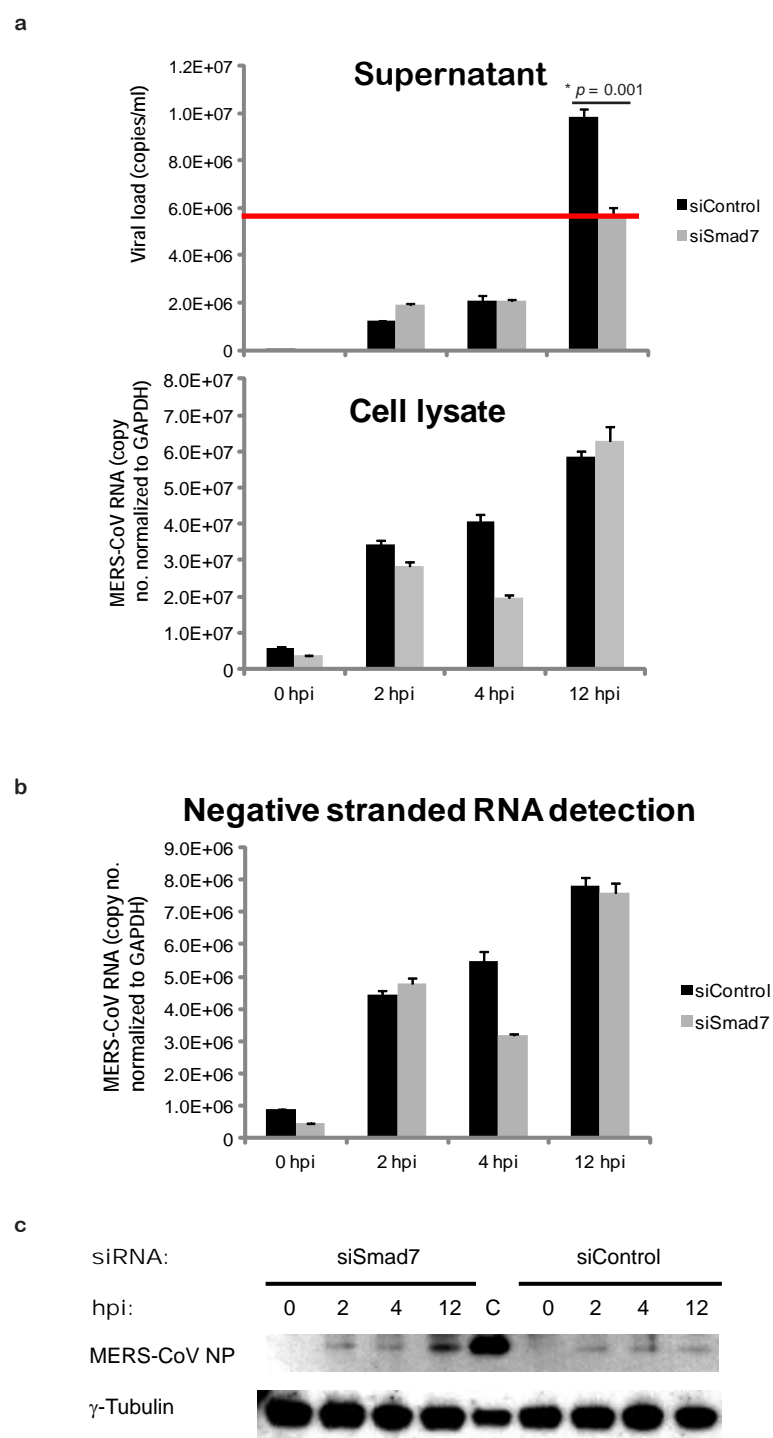 a
Supernatant
Viral load (copies/ml)
1.2E+07
1.0E+07
8.0E+06
6.0E+06
4.0E+06
2.0E+06
0
* p = 0.001
siControl
siSmad7
Cell lysate
MERS-CoV RNA (copy
no. normalized to GAPDH)
8.0E+07
7.0E+07
6.0E+07
5.0E+07
4.0E+07
3.0E+07
2.0E+07
1.0E+07
0
0 hpi 2 hpi 4 hpi 12 hpi
b
Negative stranded RNA detection
MERS-CoV RNA (copy no.
normalized to GAPDH)
9.0E+06
8.0E+06
7.0E+06
6.0E+06
5.0E+06
4.0E+06
3.0E+06
2.0E+06
1.0E+06
0
0 hpi 2 hpi 4 hpi 12 hpi
siControl
siSmad7
c
siRNA: siSmad7 siControl
hpi: 0 2 4 12 C 0 2 4 12
MERS-CoV NP
γ-Tubulin